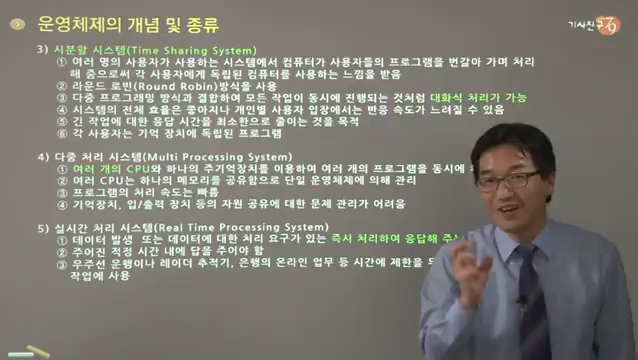 5 운영체제의 개념 및 종류
기사친구 79
3) 시분할 시스템(Time Sharing System)
① 여러 명의 사용자가 사용하는 시스템에서 컴퓨터가 사용자들의 프로그램을 번갈아 가며 처리
해 줌으로써 각 사용자에게 독립된 컴퓨터를 사용하는 느낌을 받음
② 라운드 로빈(Round Robin)방식을 사용
③ 다중 프로그래밍 방식과 결합하여 모든 작업이 동시에 진행되는 것처럼 대화식 처리가 가능
④ 시스템의 전체 효율은 좋아지나 개인별 사용자 입장에서는 반응 속도가 느려질 수 있음
⑤ 긴 작업에 대한 응답 시간을 최소한으로 줄이는 것을 목적
⑥ 각 사용자는 기억 장치에 독립된 프로그램
4) 다중 처리 시스템(Multi Processing System)
① 여러 개의 CPU와 하나의 주기억장치를 이용하여 여러 개의 프로그램을 동시에
② 여러 CPU는 하나의 메모리를 공유함으로 단일 운영체제에 의해 관리
③ 프로그램의 처리 속도는 빠름
④ 기억장치, 입/출력 장치 등의 자원 공유에 대한 문제 관리가 어려움
5) 실시간 처리 시스템(Real Time Processing System)
① 데이터 발생 또는 데이터에 대한 처리 요구가 있는 즉시 처리하여 응답해 주는
② 주어진 적정 시간 내에 답을 주어야 함
③ 우주선 운행이나 레이더 추적기, 은행의 온라인 업무 등 시간에 제한을
작업에 사용